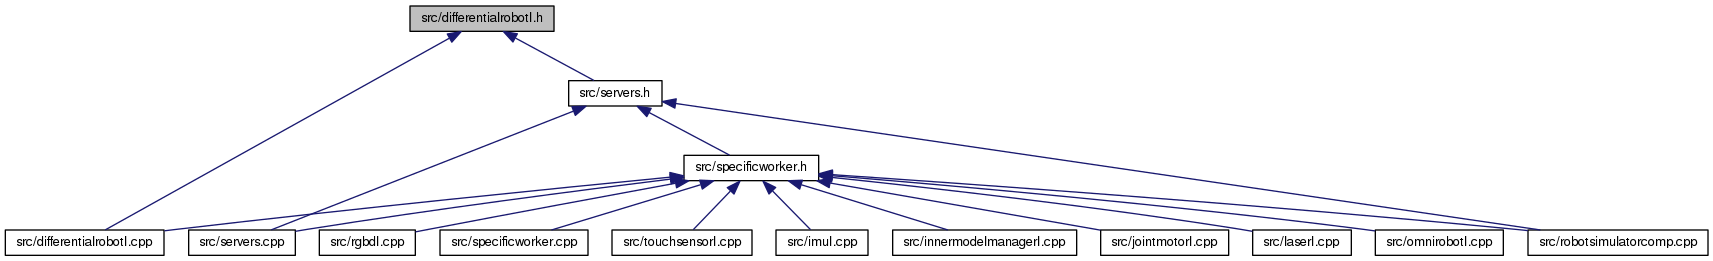 src/differentialrobotI.h
src/servers.h
src/specificworker.h
src/differentialrobotI.cpp
src/servers.cpp
src/rgbdI.cpp
src/specificworker.cpp
src/touchsensorI.cpp
src/imuI.cpp
src/innermodelmanagerI.cpp
src/jointmotorI.cpp
src/laserI.cpp
src/omnirobotI.cpp
src/robotsimulatorcomp.cpp